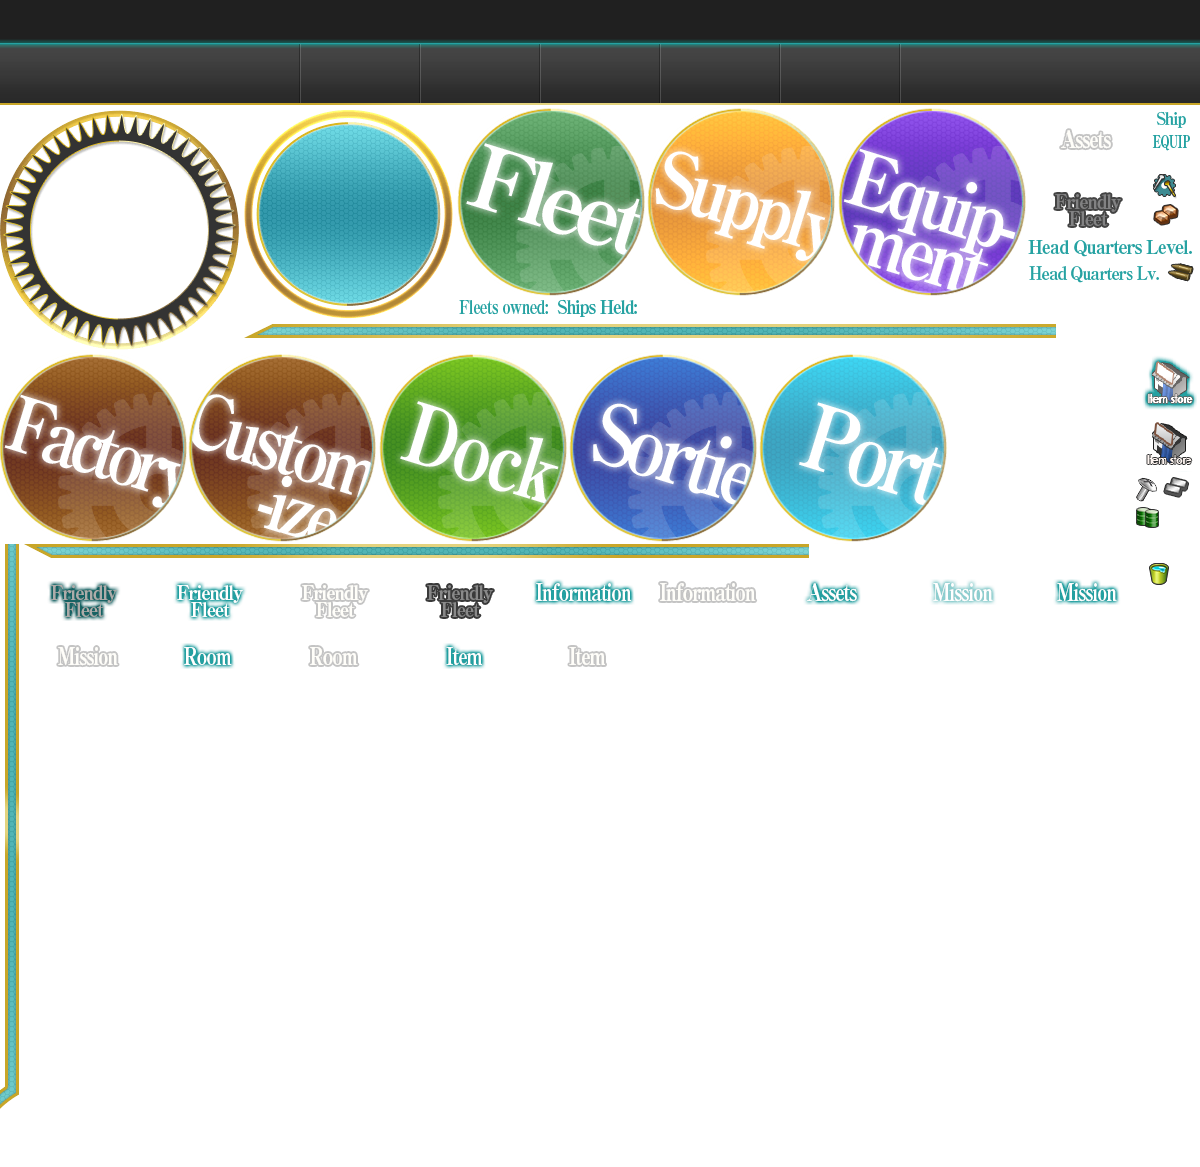 Fleet
Supply
Equip-
ment
Assets
Ship
EQUIP
Friendly
Fleet
Head Quarters Level.
Head Quarters Lv.
Fleets owned:
Ships Held:
Factory
Custom
-ize
Dock
Sortie
Port
Item store
Item store
Friendly
Fleet
Friendly
Fleet
Friendly
Fleet
Friendly
Fleet
Information
Information
Assets
Mission
Mission
Mission
Room
Room
Item
Item